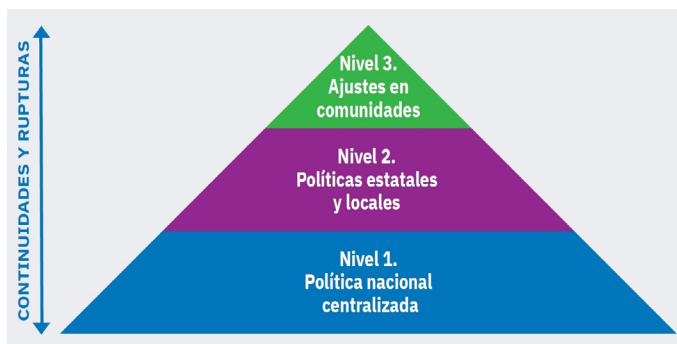 CONTINUIDADES Y RUPTURAS
Nivel 3.
Ajustes en
comunidades
Nivel 2.
Políticas estatales
y locales
Nivel 1.
Política nacional
centralizada